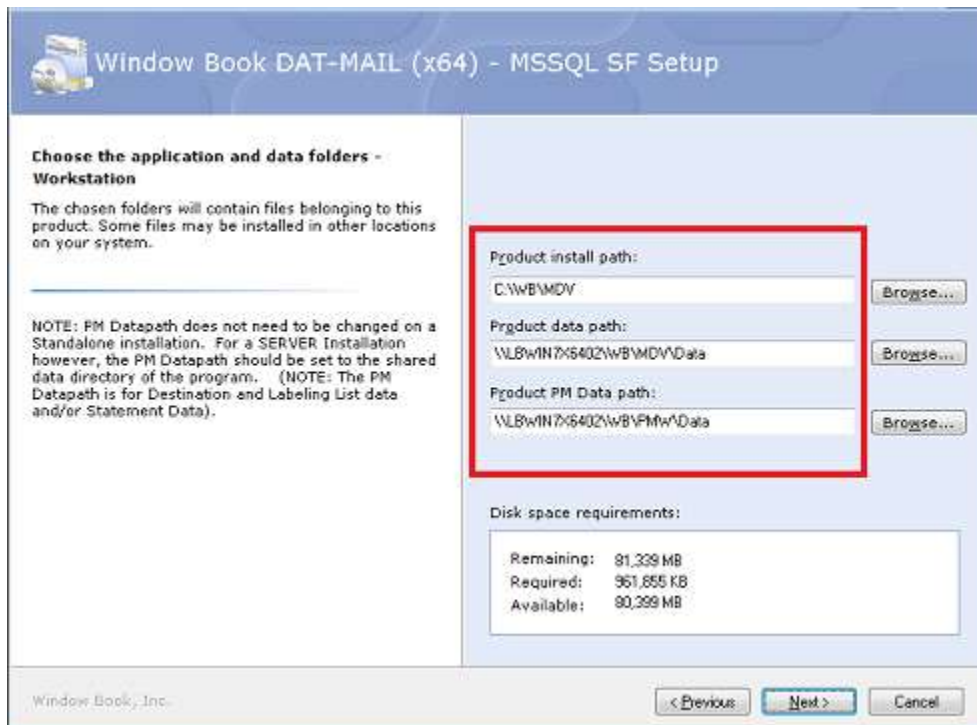 Window Book DAT-MAIL (x64) - MSSQL SF Setup
Choose the application and data folders -
Workstation
The chosen folders will contain files belonging to this
product. Some files may be installed in other locations
on your system.
NOTE: PM Datapath does not need to be changed on a
Standalone installation. For a SERVER Installation
however, the PM Datapath should be set to the shared
data directory of the program. (NOTE: The PM
Datapath is for Destination and Labeling List data
and/or Statement Data).
Product install path:
C:\WB\MDV
Browse...
Product data path:
\\LBWIN7X6402\WB\MDV\Data
Browse...
Product PM Data path:
\\LBWIN7X6402\WB\PMW\Data
Browse...
Disk space requirements:
Remaining: 81,339 MB
Required: 961,855 KB
Available: 80,399 MB
Window Book, Inc.
< Previous
Next >
Cancel